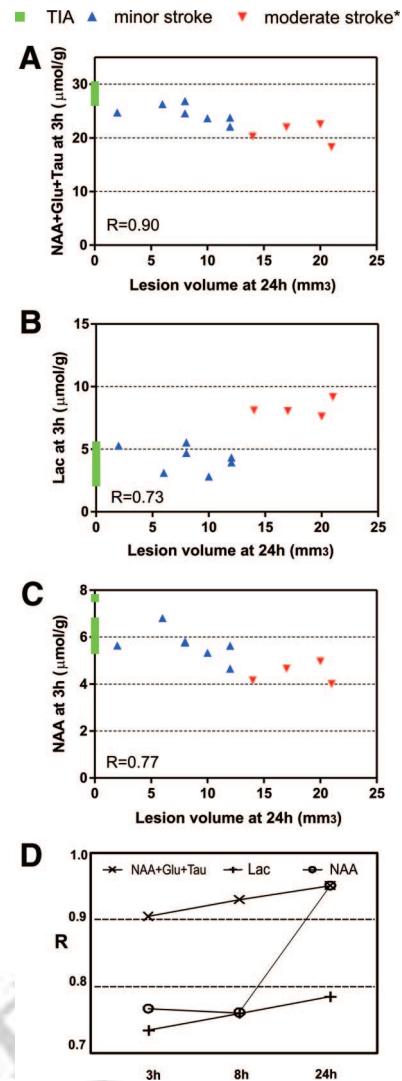 TIA minor stroke moderate stroke*
A
NAA+Glu+Tau at 3h (μmol/g)
30
20
10
0
R=0.90
0 5 10 15 20 25
Lesion volume at 24h (mm3)
B
Lac at 3h (μmol/g)
15
10
5
0
R=0.73
0 5 10 15 20 25
Lesion volume at 24h (mm3)
C
NAA at 3h (μmol/g)
8
6
4
2
0
R=0.77
0 5 10 15 20 25
Lesion volume at 24h (mm3)
D
NAA+Glu+Tau Lac NAA
R
1.0
0.9
0.8
0.7
3h 8h 24h